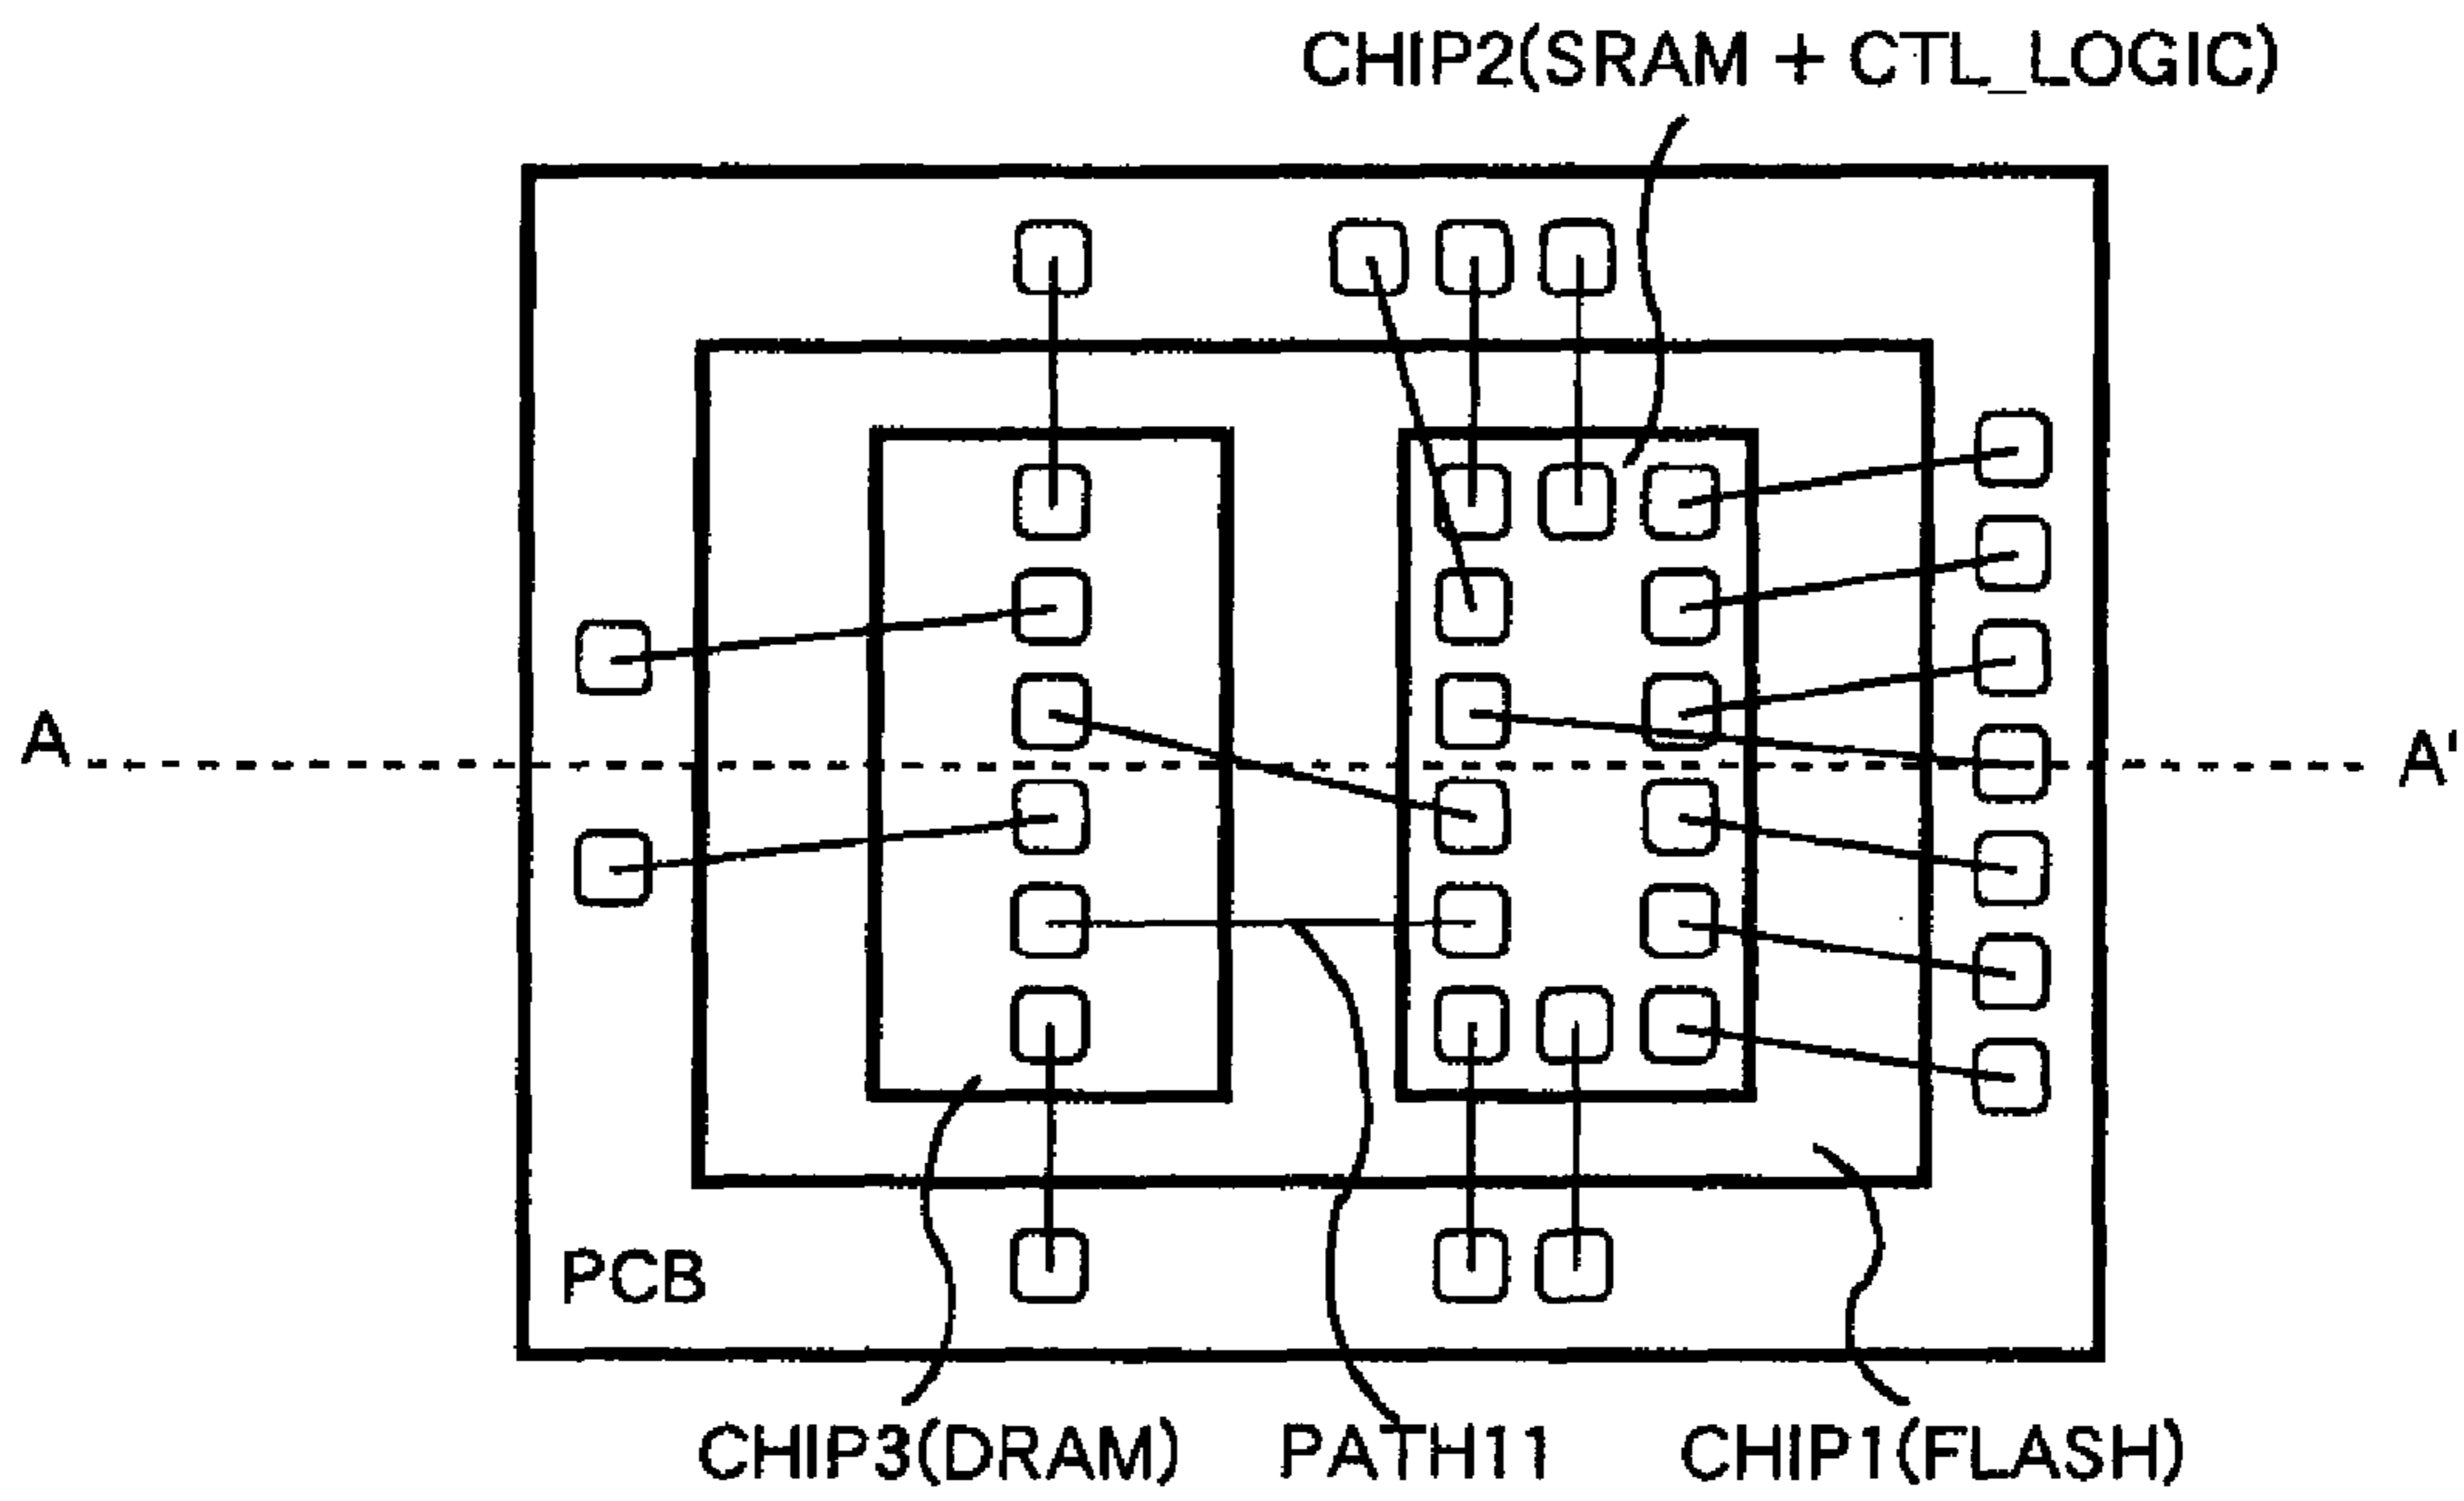 CHIP2(SRAM + CTL_LOGIC)
A
A'
PCB
CHIP3(DRAM)
PATH11
CHIP1(FLASH)